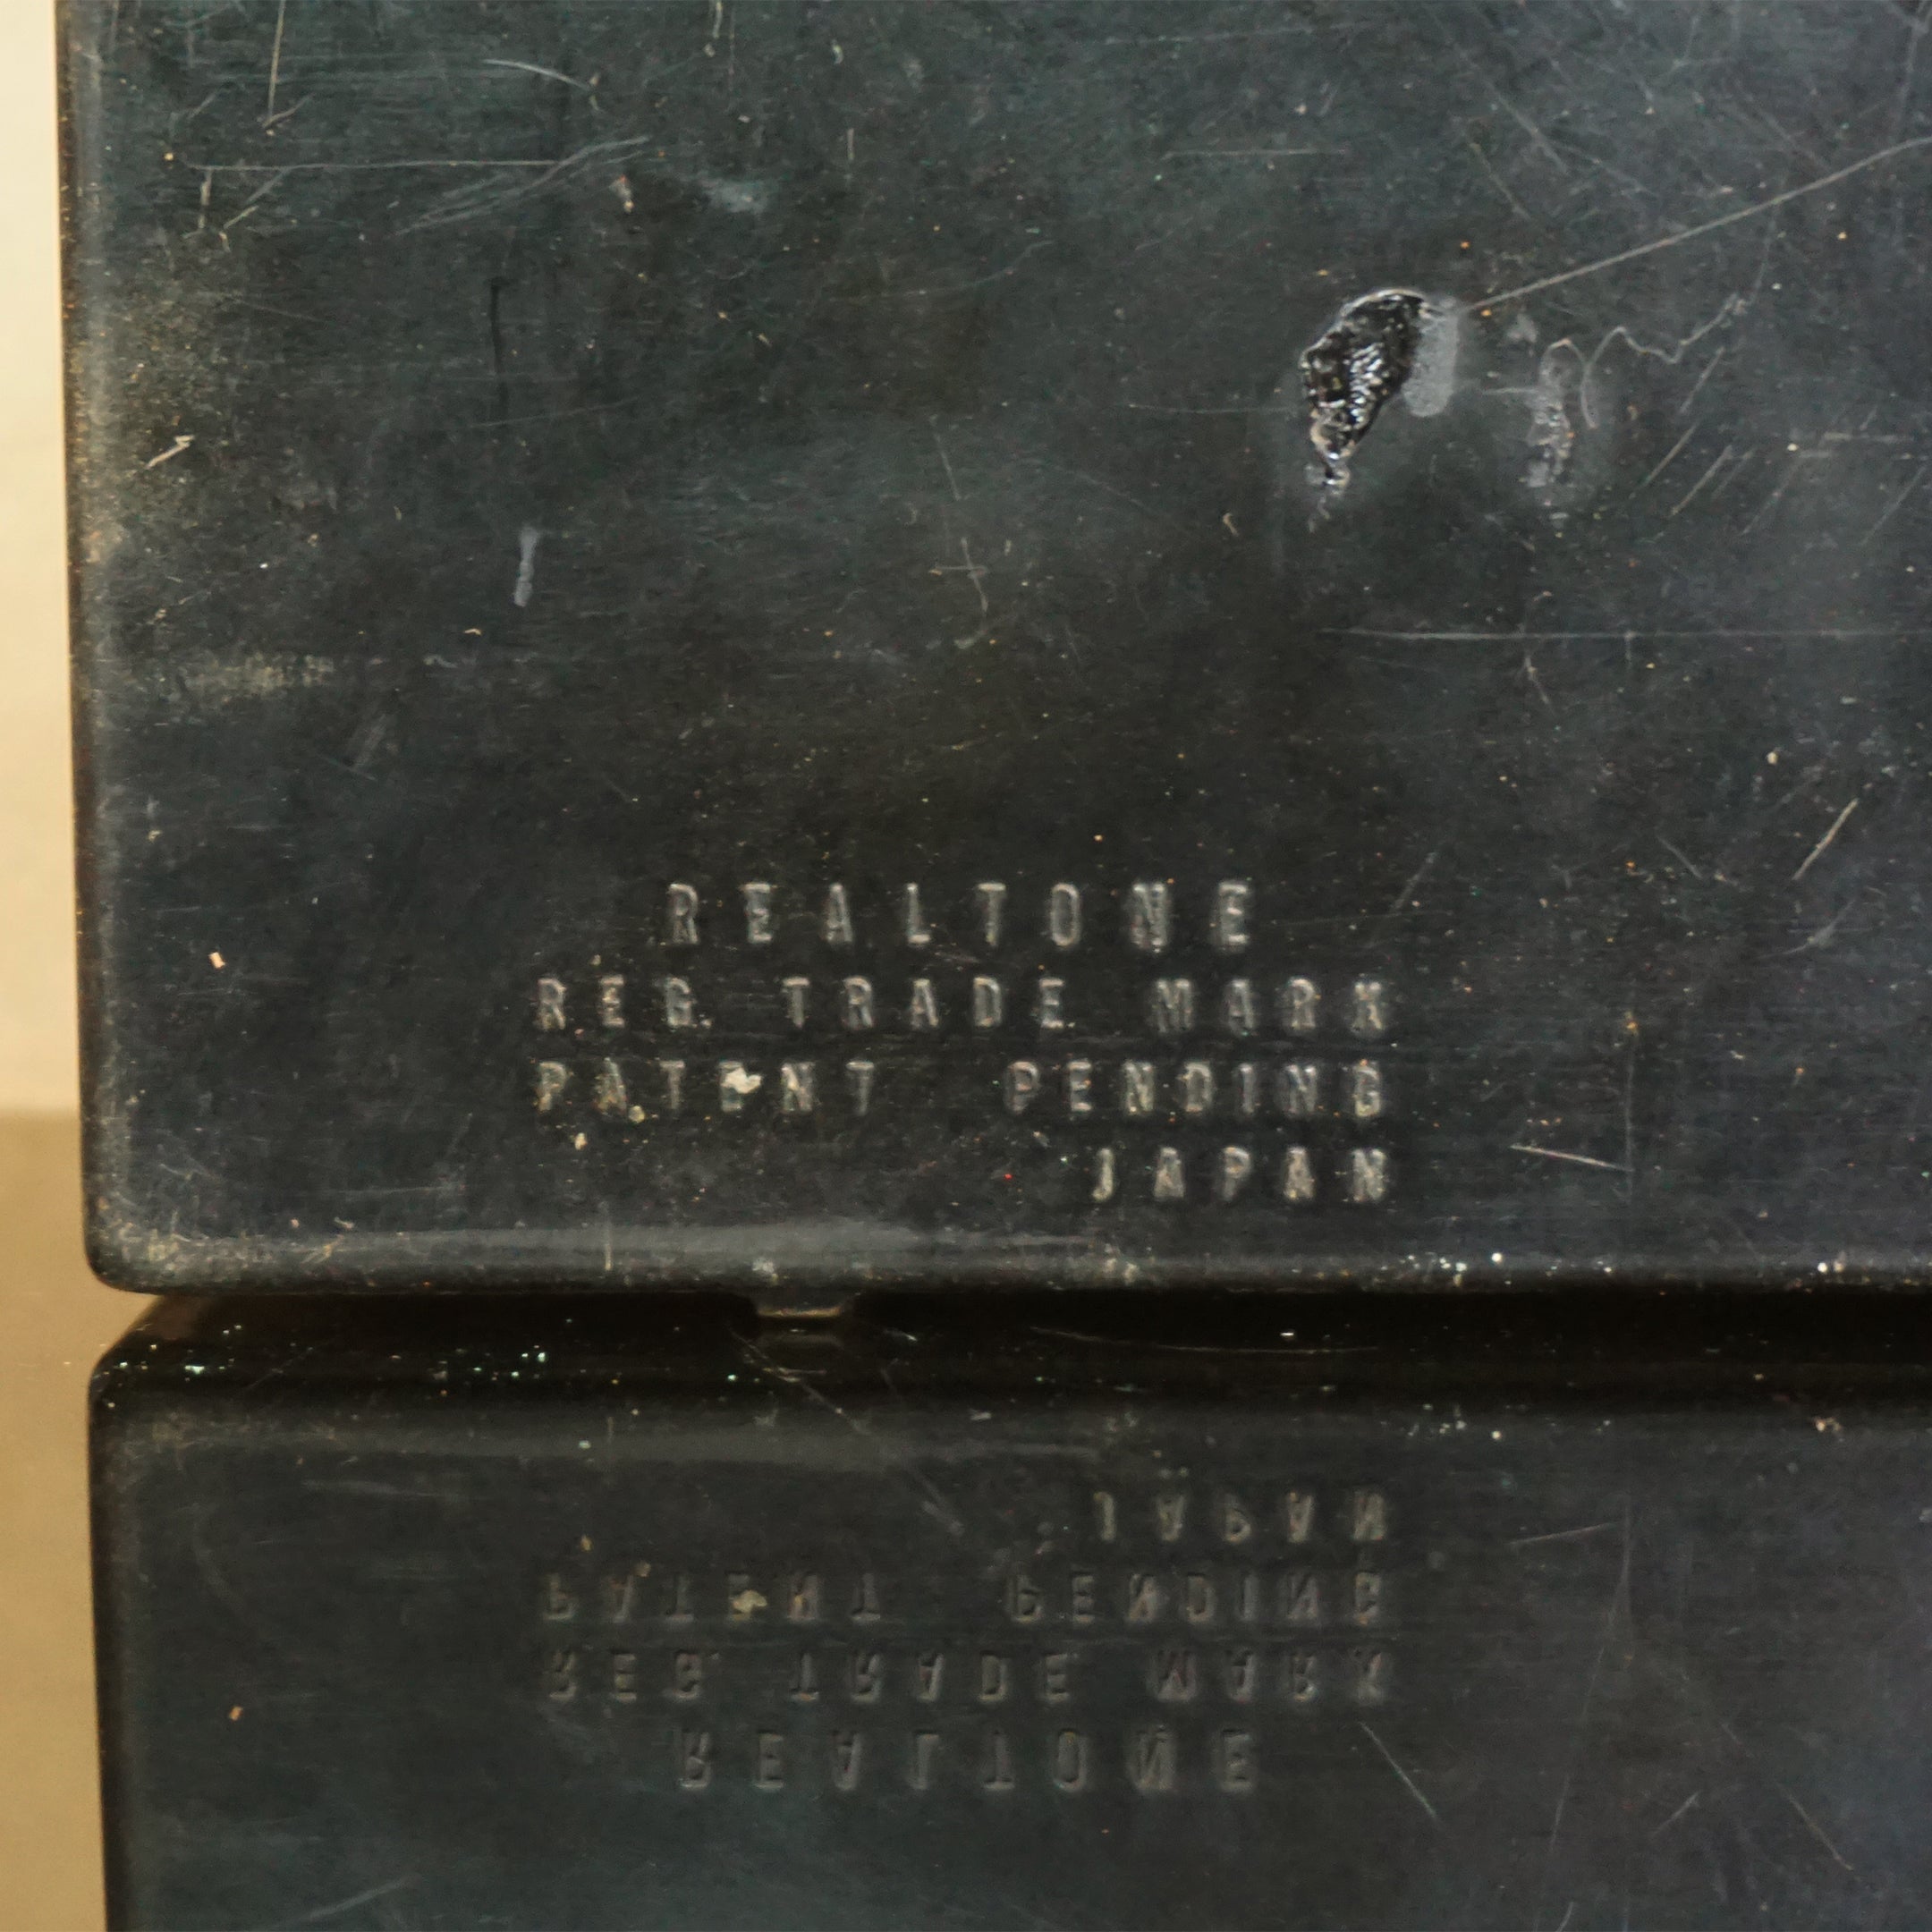 REALTONE
REG. TRADE MARK
PATENT PENDING
JAPAN